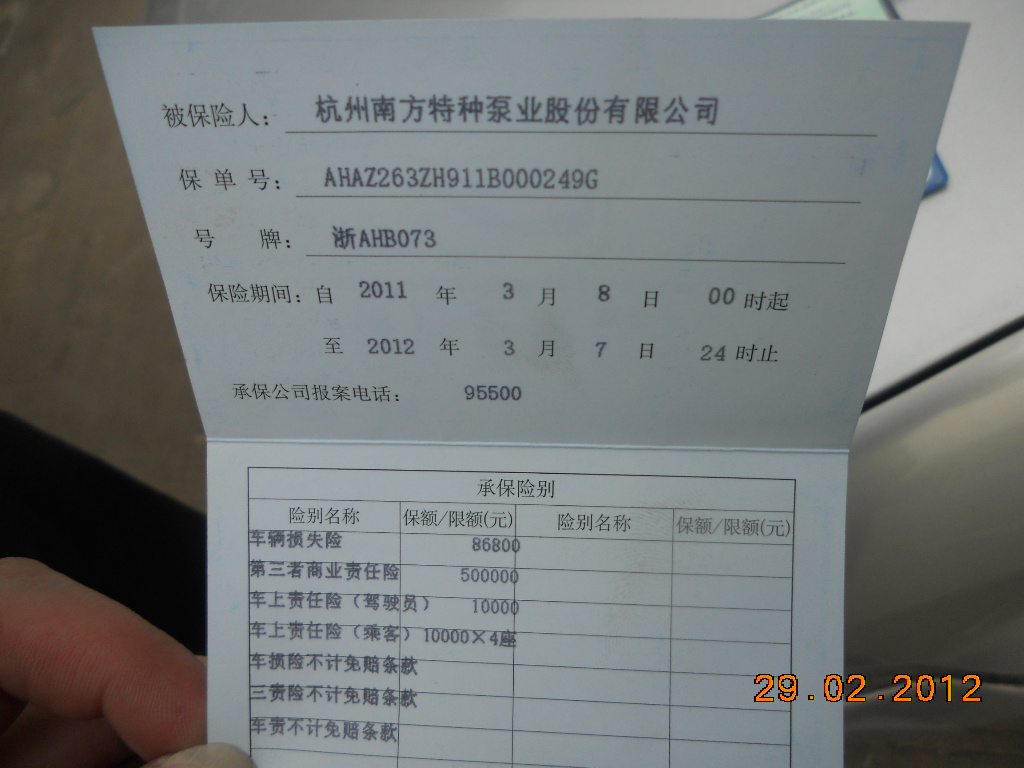 被保险人： 杭州南方特种泵业股份有限公司
保 单 号： AHAZ263ZH911B000249G
号 牌： 浙AHB073
保险期间：自 2011 年 3 月 8 日 00 时起
至 2012 年 3 月 7 日 24 时止
承保公司报案电话： 95500
承保险别
险别名称 保额/限额(元) 险别名称 保额/限额(元)
车辆损失险 86800
第三者商业责任险 500000
车上责任险（驾驶员） 10000
车上责任险（乘客） 10000×4座
车损险不计免赔条款
三责险不计免赔条款
车责不计免赔条款
29.02.2012